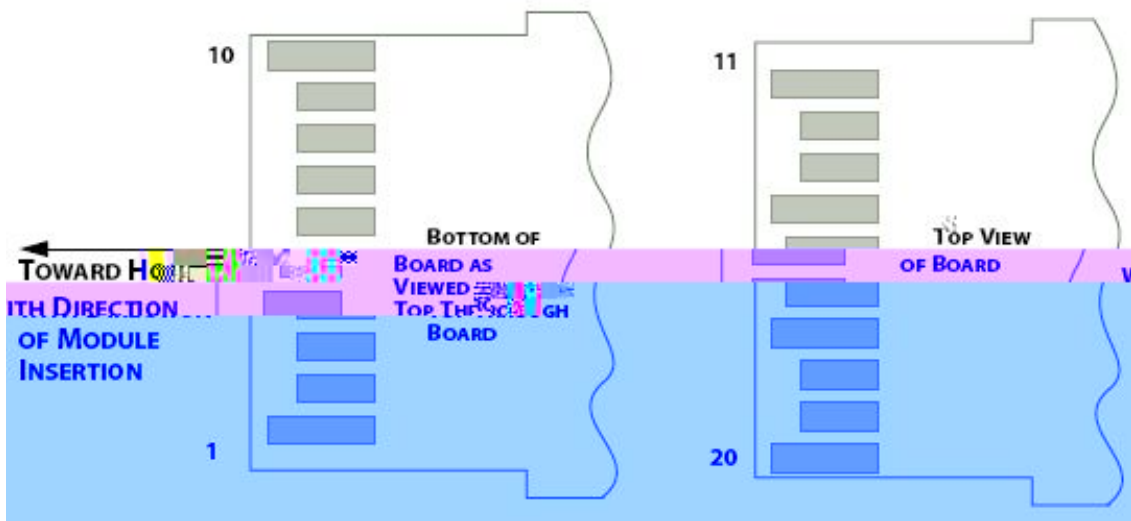 10
11
BOTTOM OF
BOARD AS
VIEWED
BOARD
TOP VIEW
OF BOARD
TOWARD
DIRECTION
OF MODULE
INSERTION
1
20